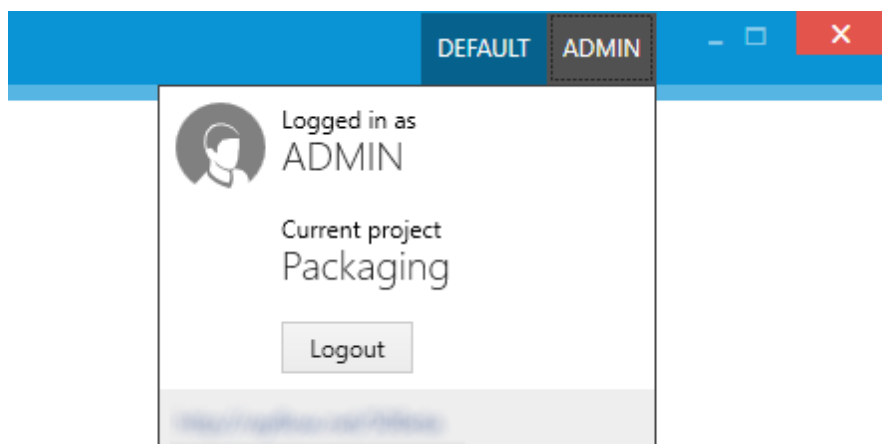 DEFAULT ADMIN
Logged in as
ADMIN
Current project
Packaging
Logout